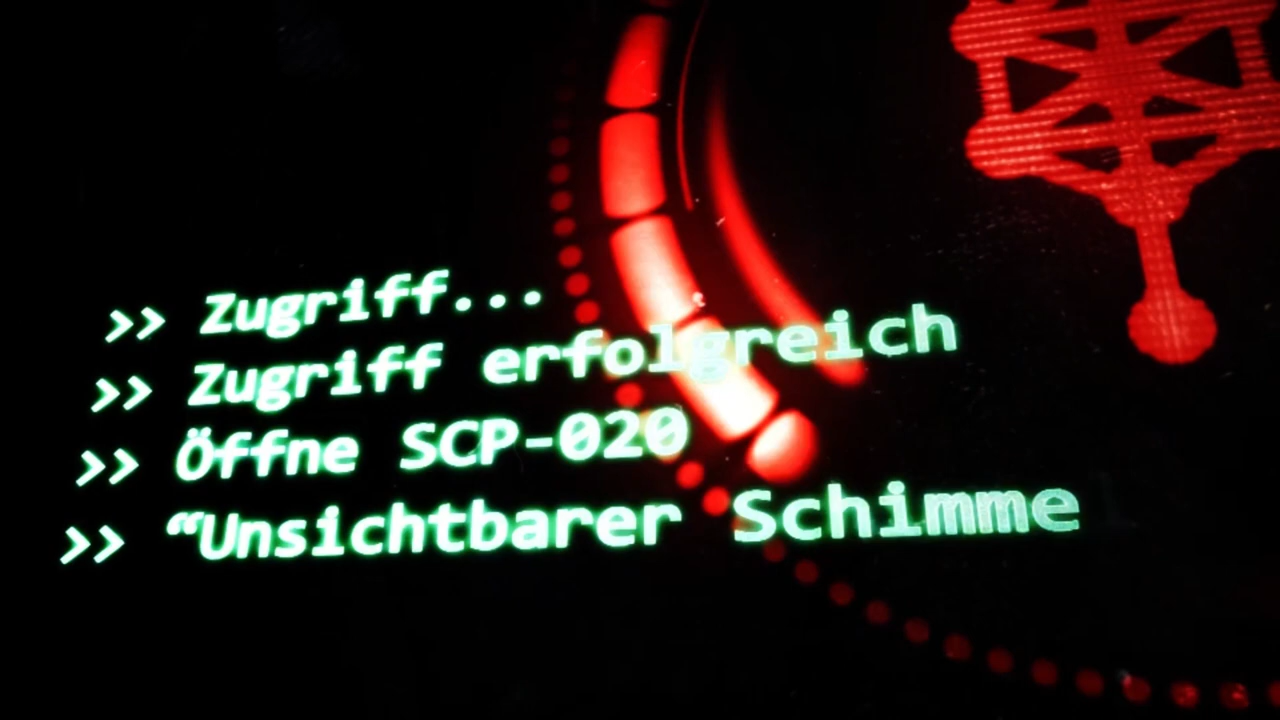 >> Zugriff...
>> Zugriff erfolgreich
>> Öffne SCP-020
>> “Unsichtbarer Schimme